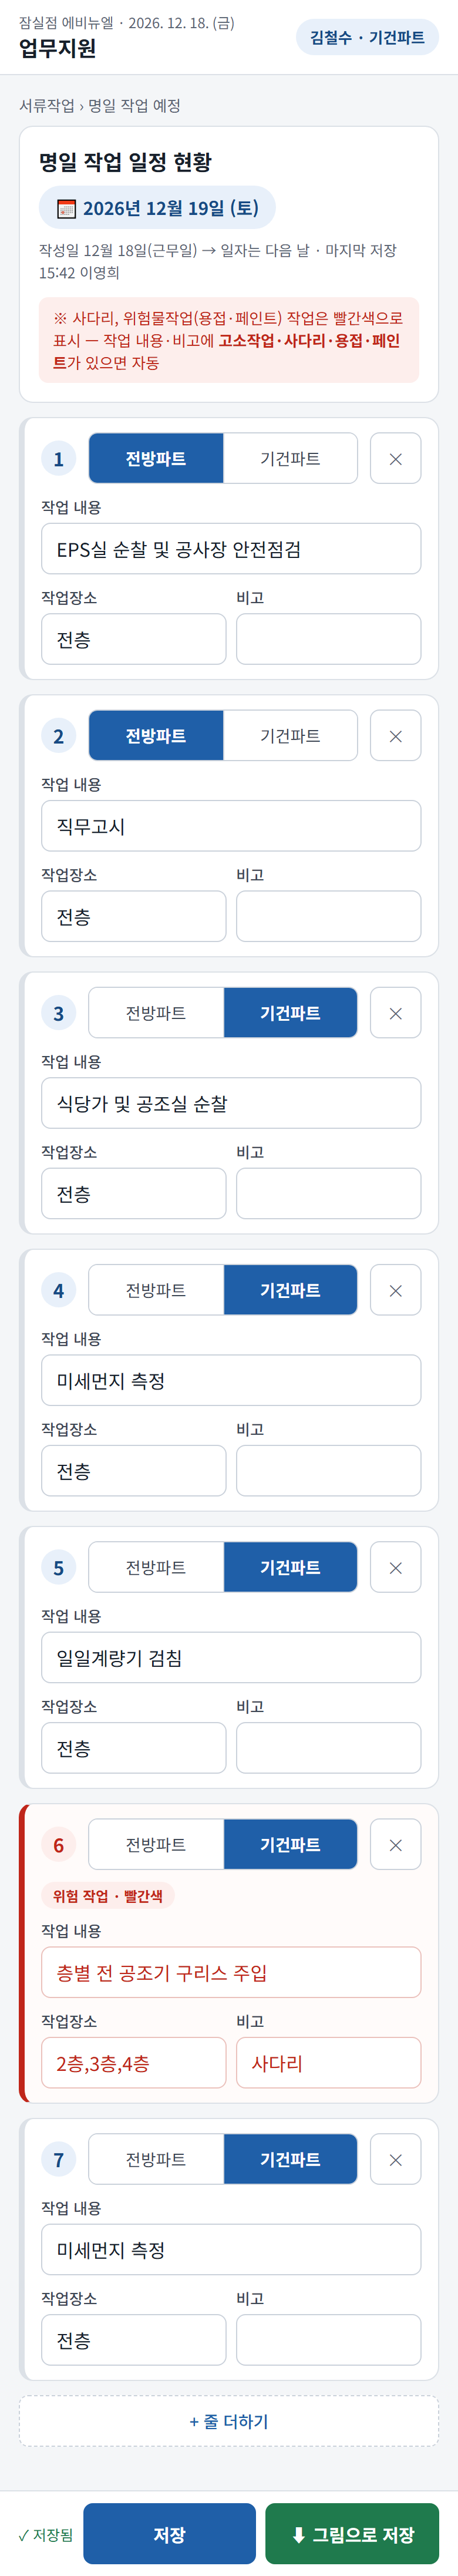 잠실점 에비뉴엘 · 2026. 12. 18. (금)
업무지원
김철수 · 기건파트
서류작업 › 명일 작업 예정
명일 작업 일정 현황
2026년 12월 19일 (토)
작성일 12월 18일(근무일) → 일자는 다음 날 · 마지막 저장
15:42 이영희
※ 사다리, 위험물작업(용접·페인트) 작업은 빨간색으로
표시 — 작업 내용·비고에 고소작업·사다리·용접·페인
트가 있으면 자동
1 전방파트 기건파트 ×
작업 내용
EPS실 순찰 및 공사장 안전점검
작업장소 비고
전층
2 전방파트 기건파트 ×
작업 내용
직무고시
작업장소 비고
전층
3 전방파트 기건파트 ×
작업 내용
식당가 및 공조실 순찰
작업장소 비고
전층
4 전방파트 기건파트 ×
작업 내용
미세먼지 측정
작업장소 비고
전층
5 전방파트 기건파트 ×
작업 내용
일일계량기 검침
작업장소 비고
전층
6 전방파트 기건파트 ×
위험 작업 · 빨간색
작업 내용
층별 전 공조기 구리스 주입
작업장소 비고
2층,3층,4층 사다리
7 전방파트 기건파트 ×
작업 내용
미세먼지 측정
작업장소 비고
전층
+ 줄 더하기
✓ 저장됨 저장 ⬇ 그림으로 저장